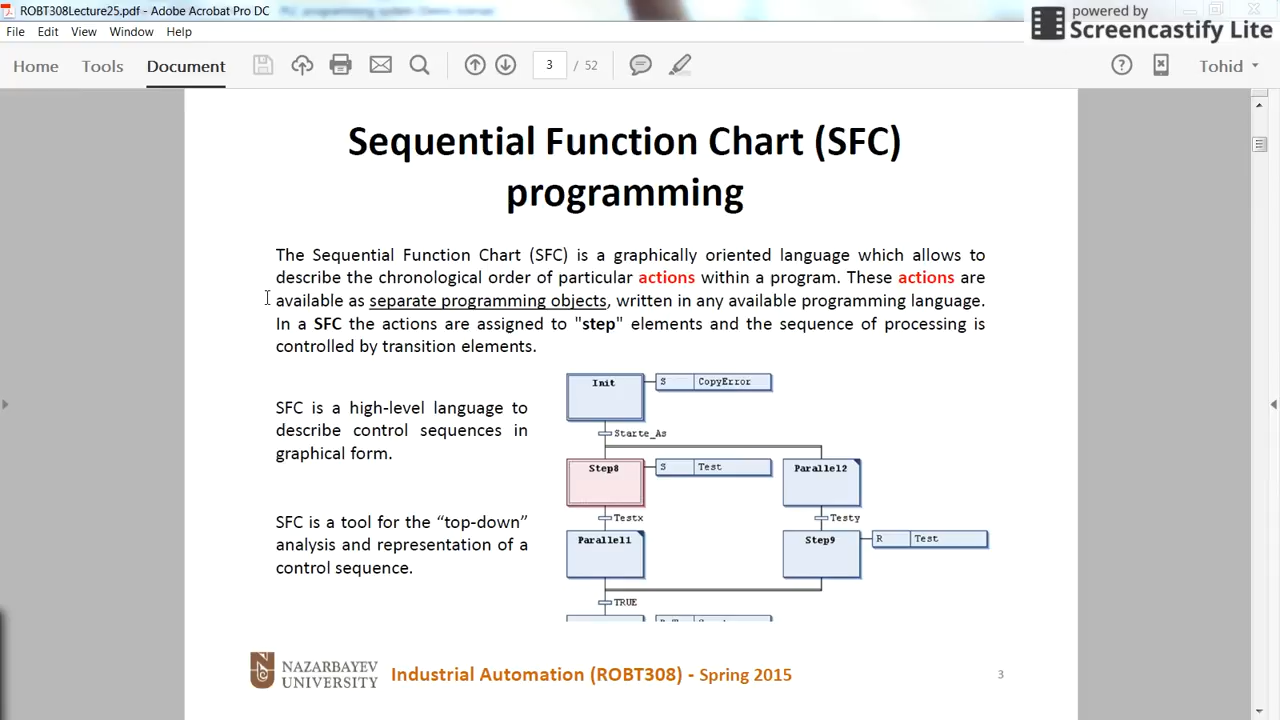 ROBT308Lecture25.pdf - Adobe Acrobat Pro DC
powered by
Screencastify Lite
File Edit View Window Help
Home Tools Document 3 / 52 Tohid
Sequential Function Chart (SFC)
programming
The Sequential Function Chart (SFC) is a graphically oriented language which allows to
describe the chronological order of particular actions within a program. These actions are
available as separate programming objects, written in any available programming language.
In a SFC the actions are assigned to "step" elements and the sequence of processing is
controlled by transition elements.
SFC is a high-level language to
describe control sequences in
graphical form.
SFC is a tool for the “top-down”
analysis and representation of a
control sequence.
Init S CopyError
Starte_As
Step8 S Test Parallel2
Testx Testy
Parallel1 Step9 R Test
TRUE
NAZARBAYEV
UNIVERSITY
Industrial Automation (ROBT308) - Spring 2015
3